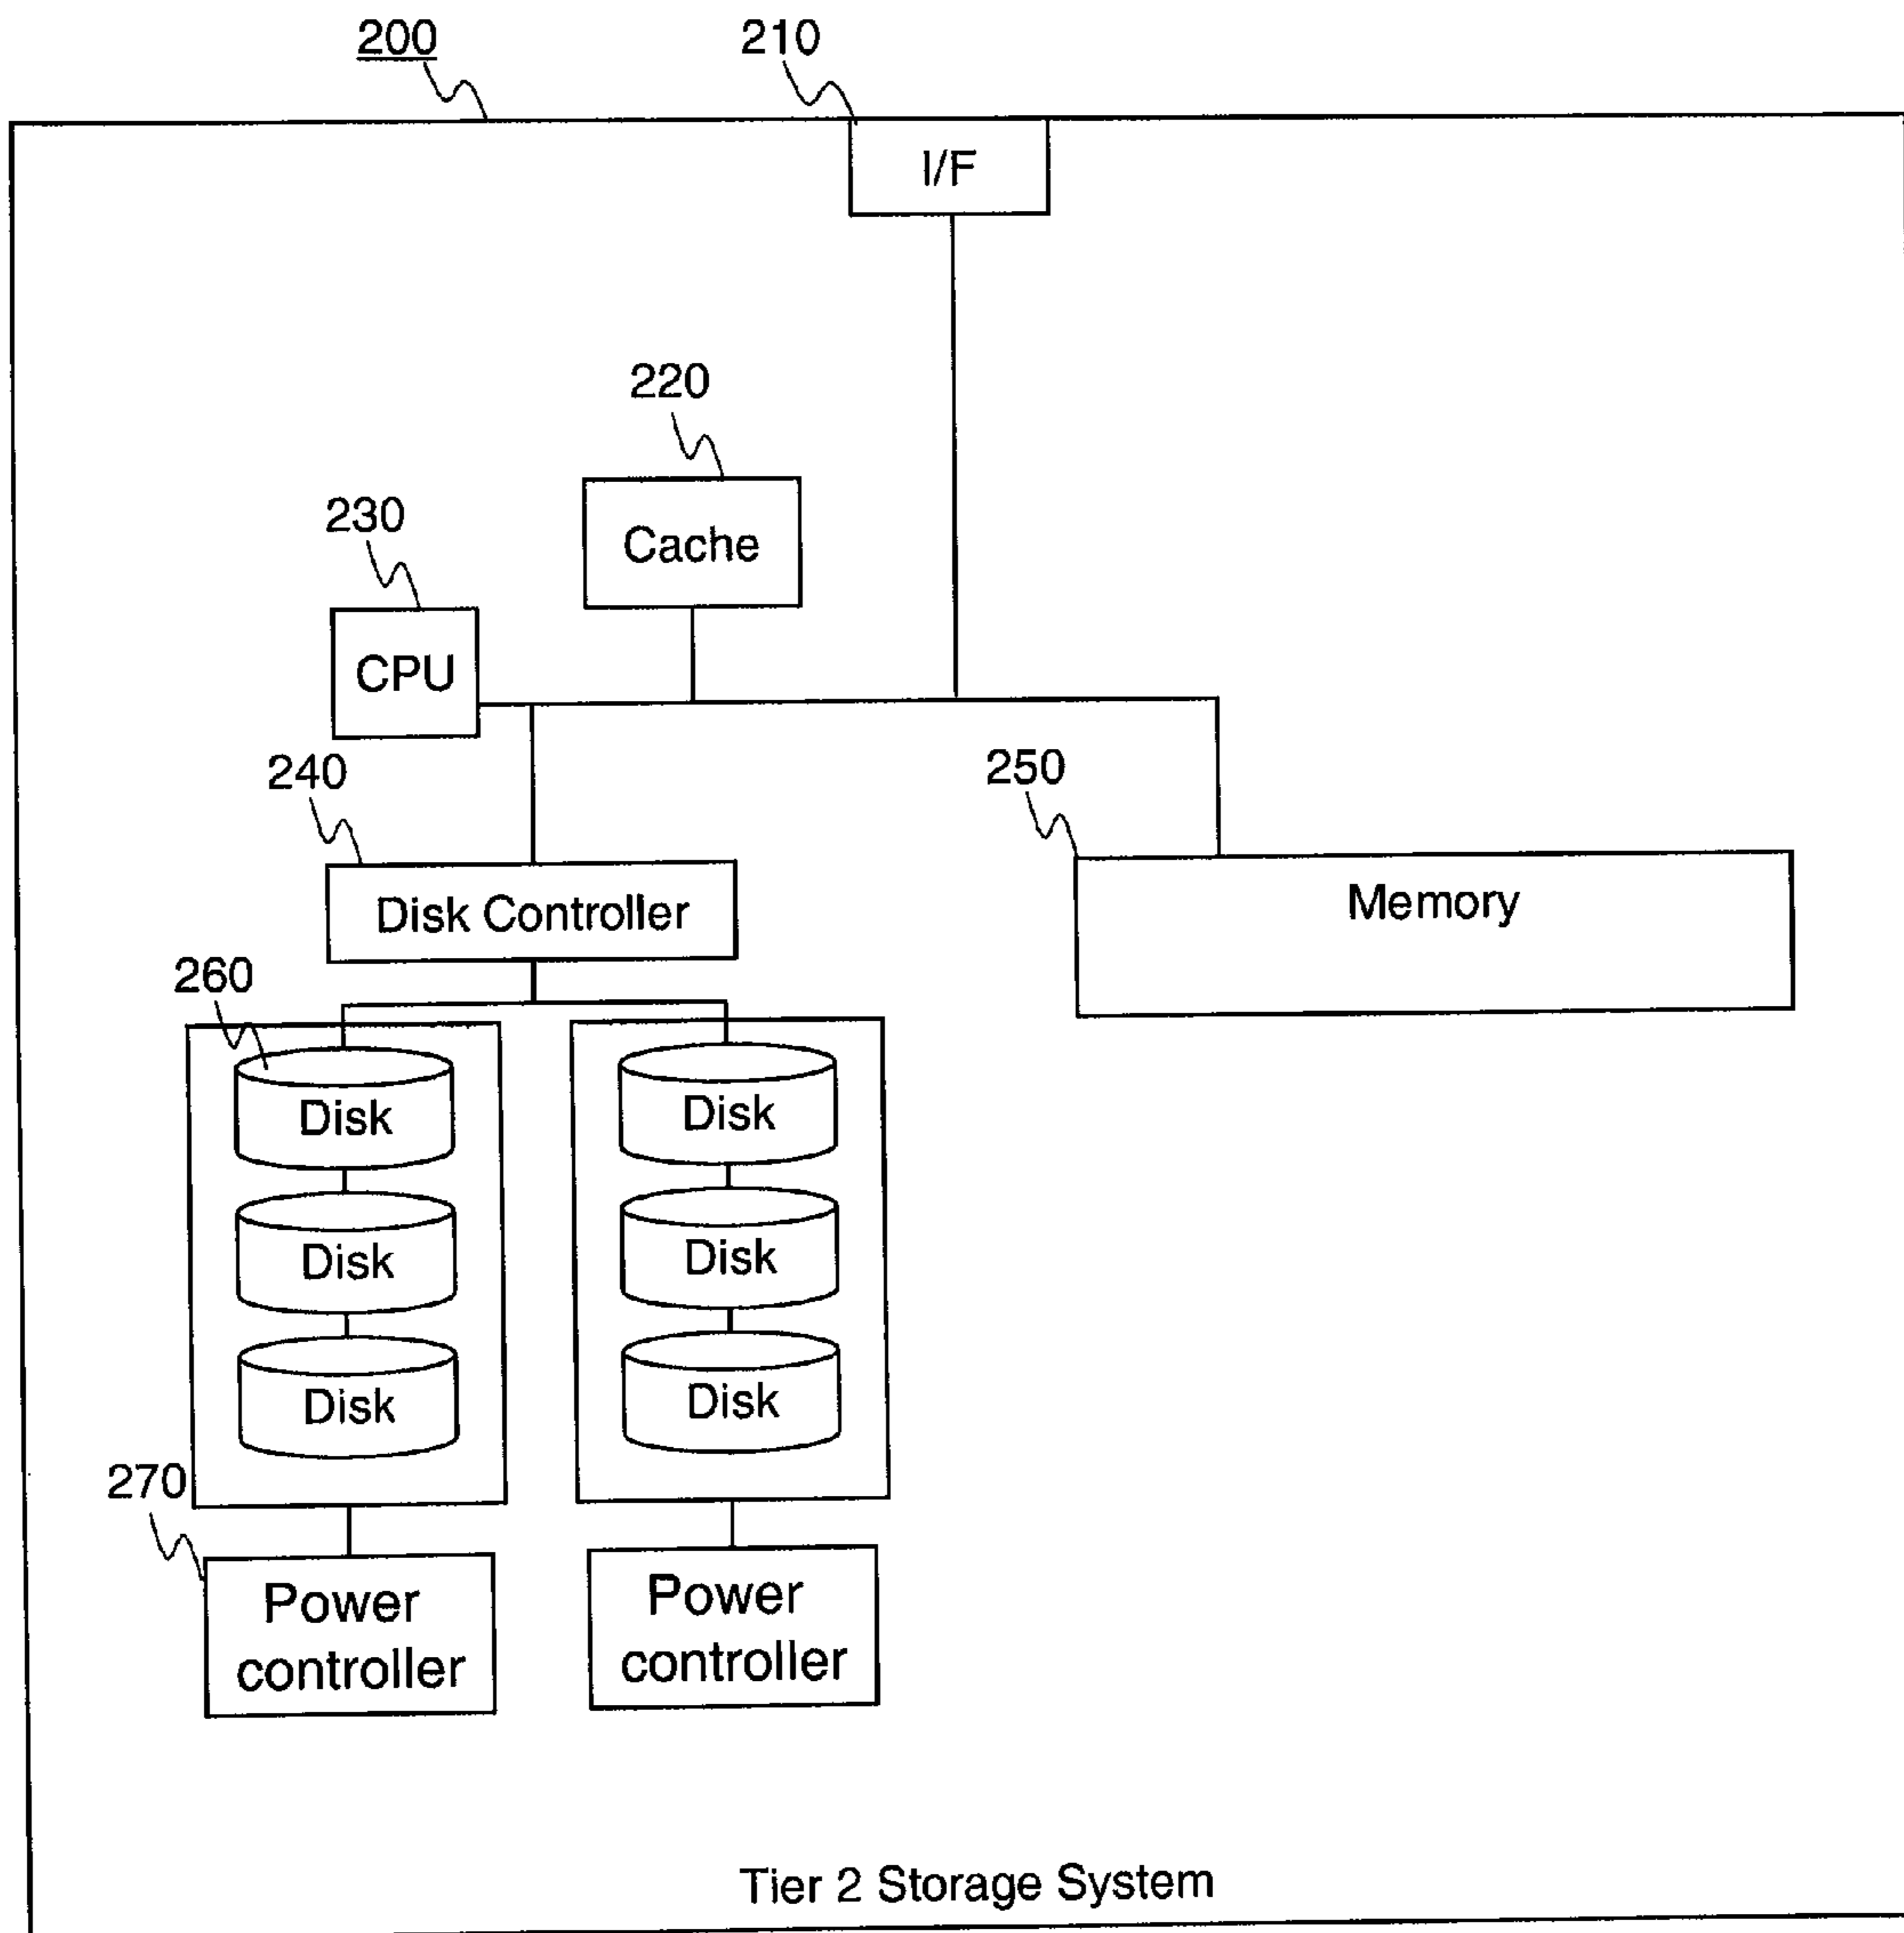 200
210
I/F
220
Cache
230
CPU
240
250
Disk Controller
Memory
260
Disk
Disk
Disk
Disk
Disk
Disk
270
Power
controller
Power
controller
Tier 2 Storage System